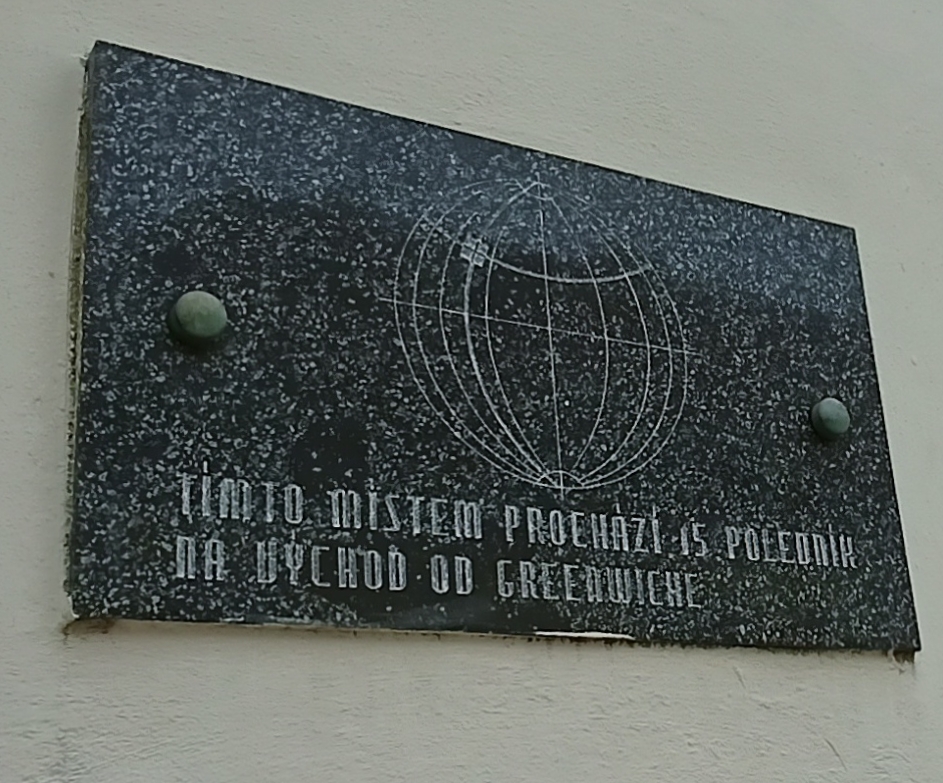 TÍMTO MÍSTEM PROCHÁZÍ 15 POLEDNÍK
NA VÝCHOD OD GREENWICHE